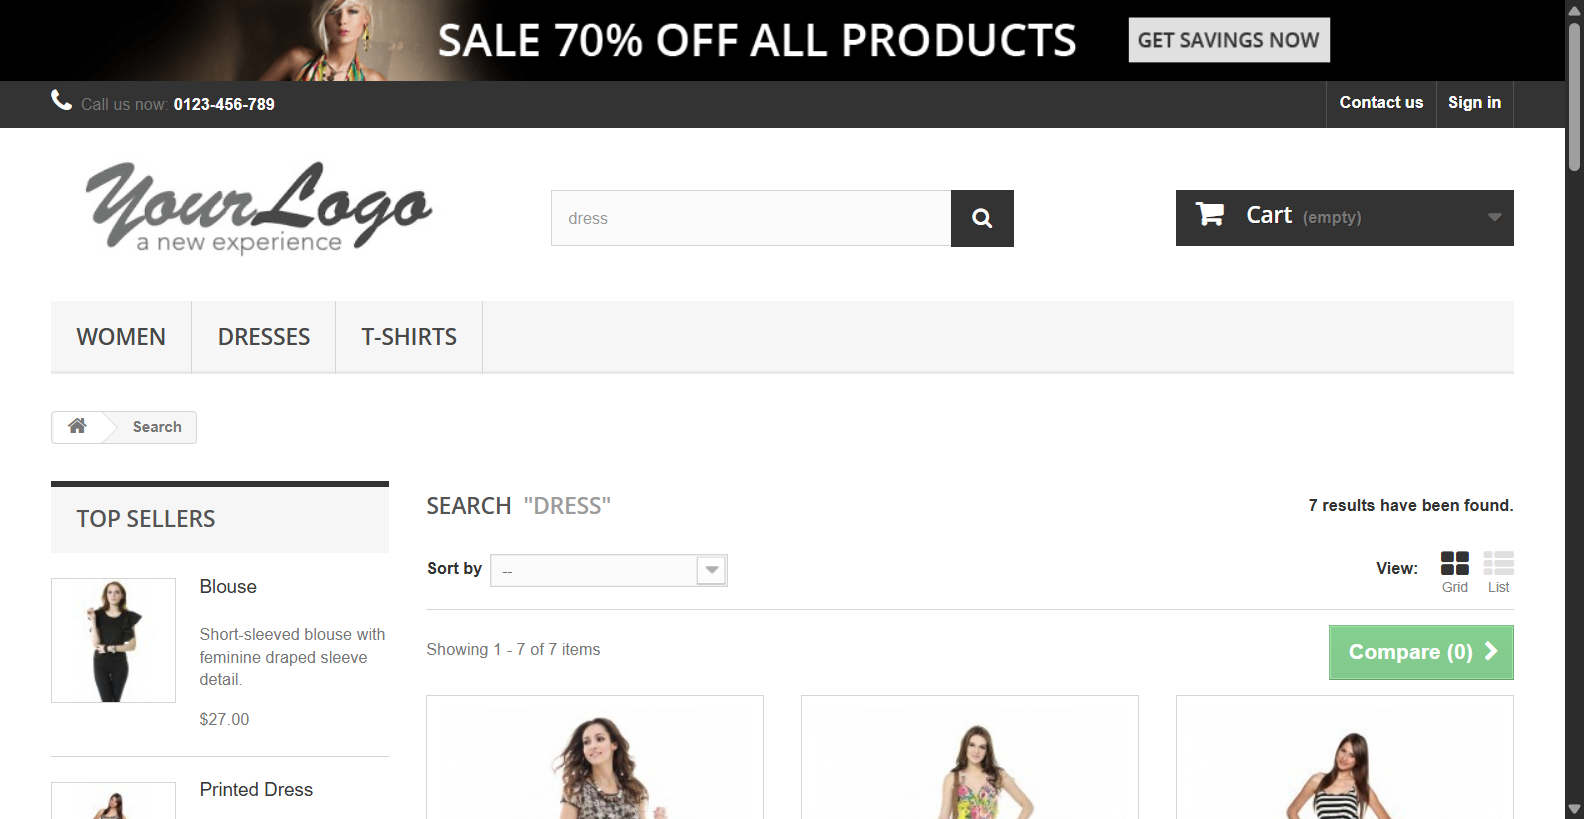 SALE 70% OFF ALL PRODUCTS
GET SAVINGS NOW
Call us now: 0123-456-789
Contact us
Sign in
YourLogo
a new experience
dress
Cart (empty)
WOMEN
DRESSES
T-SHIRTS
Search
TOP SELLERS
Blouse
Short-sleeved blouse with
feminine draped sleeve
detail.
$27.00
Printed Dress
SEARCH "DRESS"
7 results have been found.
Sort by
--
View:
Grid
List
Showing 1 - 7 of 7 items
Compare (0)